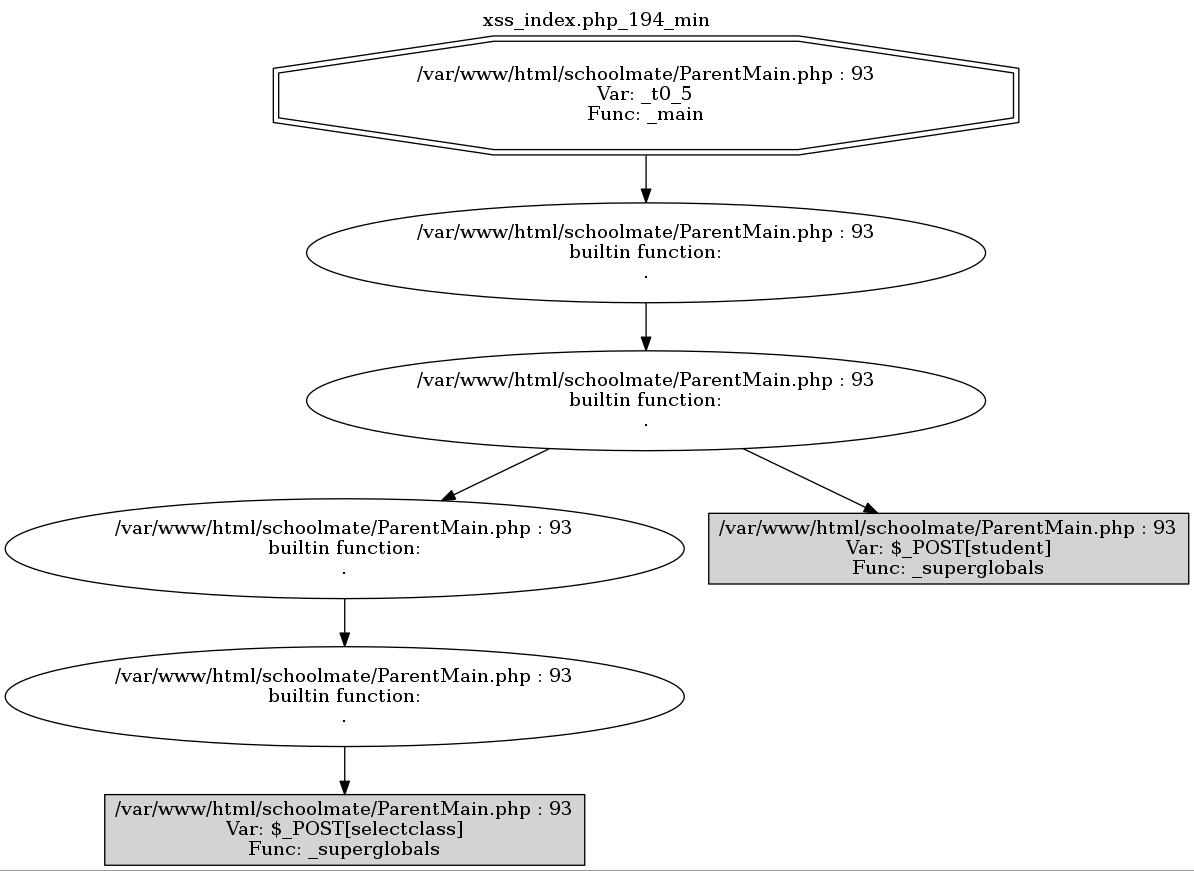 xss_index.php_194_min
/var/www/html/schoolmate/ParentMain.php : 93
Var: _t0_5
Func: _main
/var/www/html/schoolmate/ParentMain.php : 93
builtin function:
.
/var/www/html/schoolmate/ParentMain.php : 93
builtin function:
.
/var/www/html/schoolmate/ParentMain.php : 93
builtin function:
.
/var/www/html/schoolmate/ParentMain.php : 93
Var: $_POST[student]
Func: _superglobals
/var/www/html/schoolmate/ParentMain.php : 93
builtin function:
.
/var/www/html/schoolmate/ParentMain.php : 93
Var: $_POST[selectclass]
Func: _superglobals